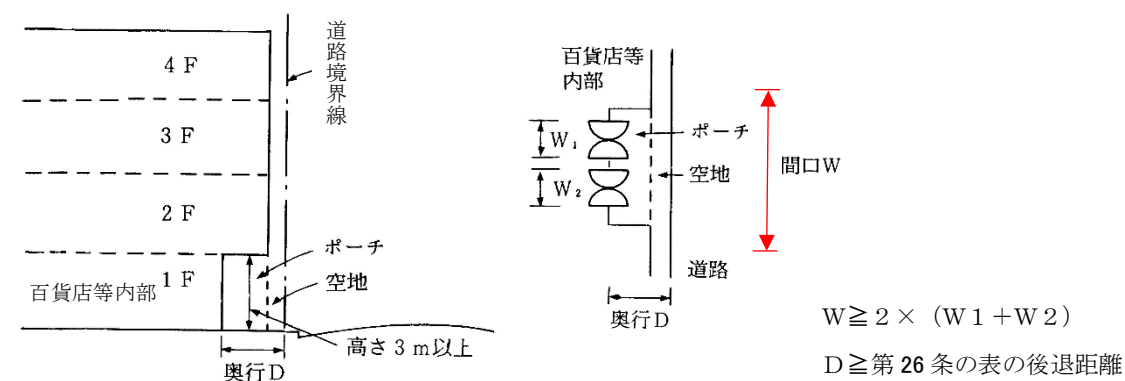 道路境界線
4 F
3 F
2 F
1 F
百貨店等内部
ポーチ
空地
高さ3m以上
奥行D
百貨店等
内部
W₁
W₂
ポーチ
空地
間口W
道路
奥行D
W≧2×(W1+W2)
D≧第26条の表の後退距離